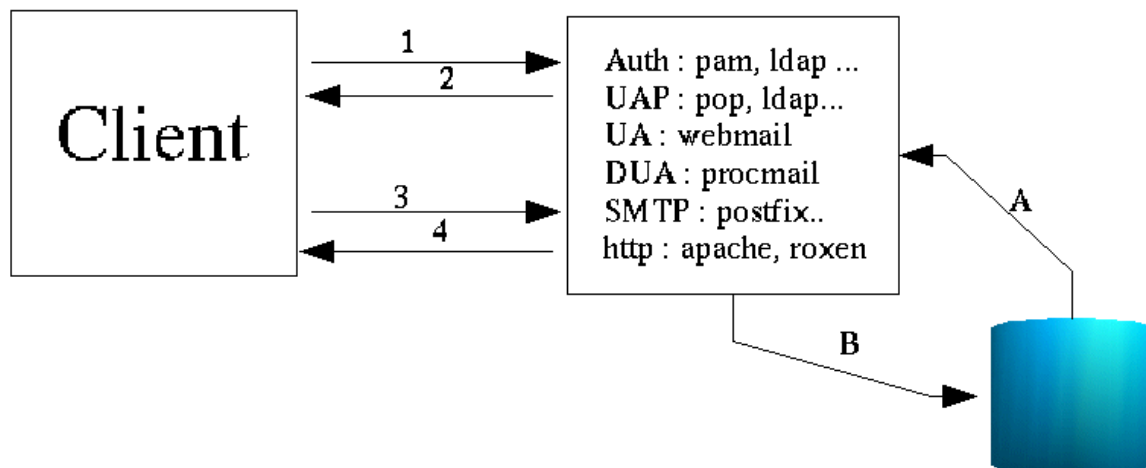 Client
1
2
3
4
Auth : pam, ldap ...
UAP : pop, ldap...
UA : webmail
DUA : procmail
SMTP : postfix..
http : apache, roxen
A
B